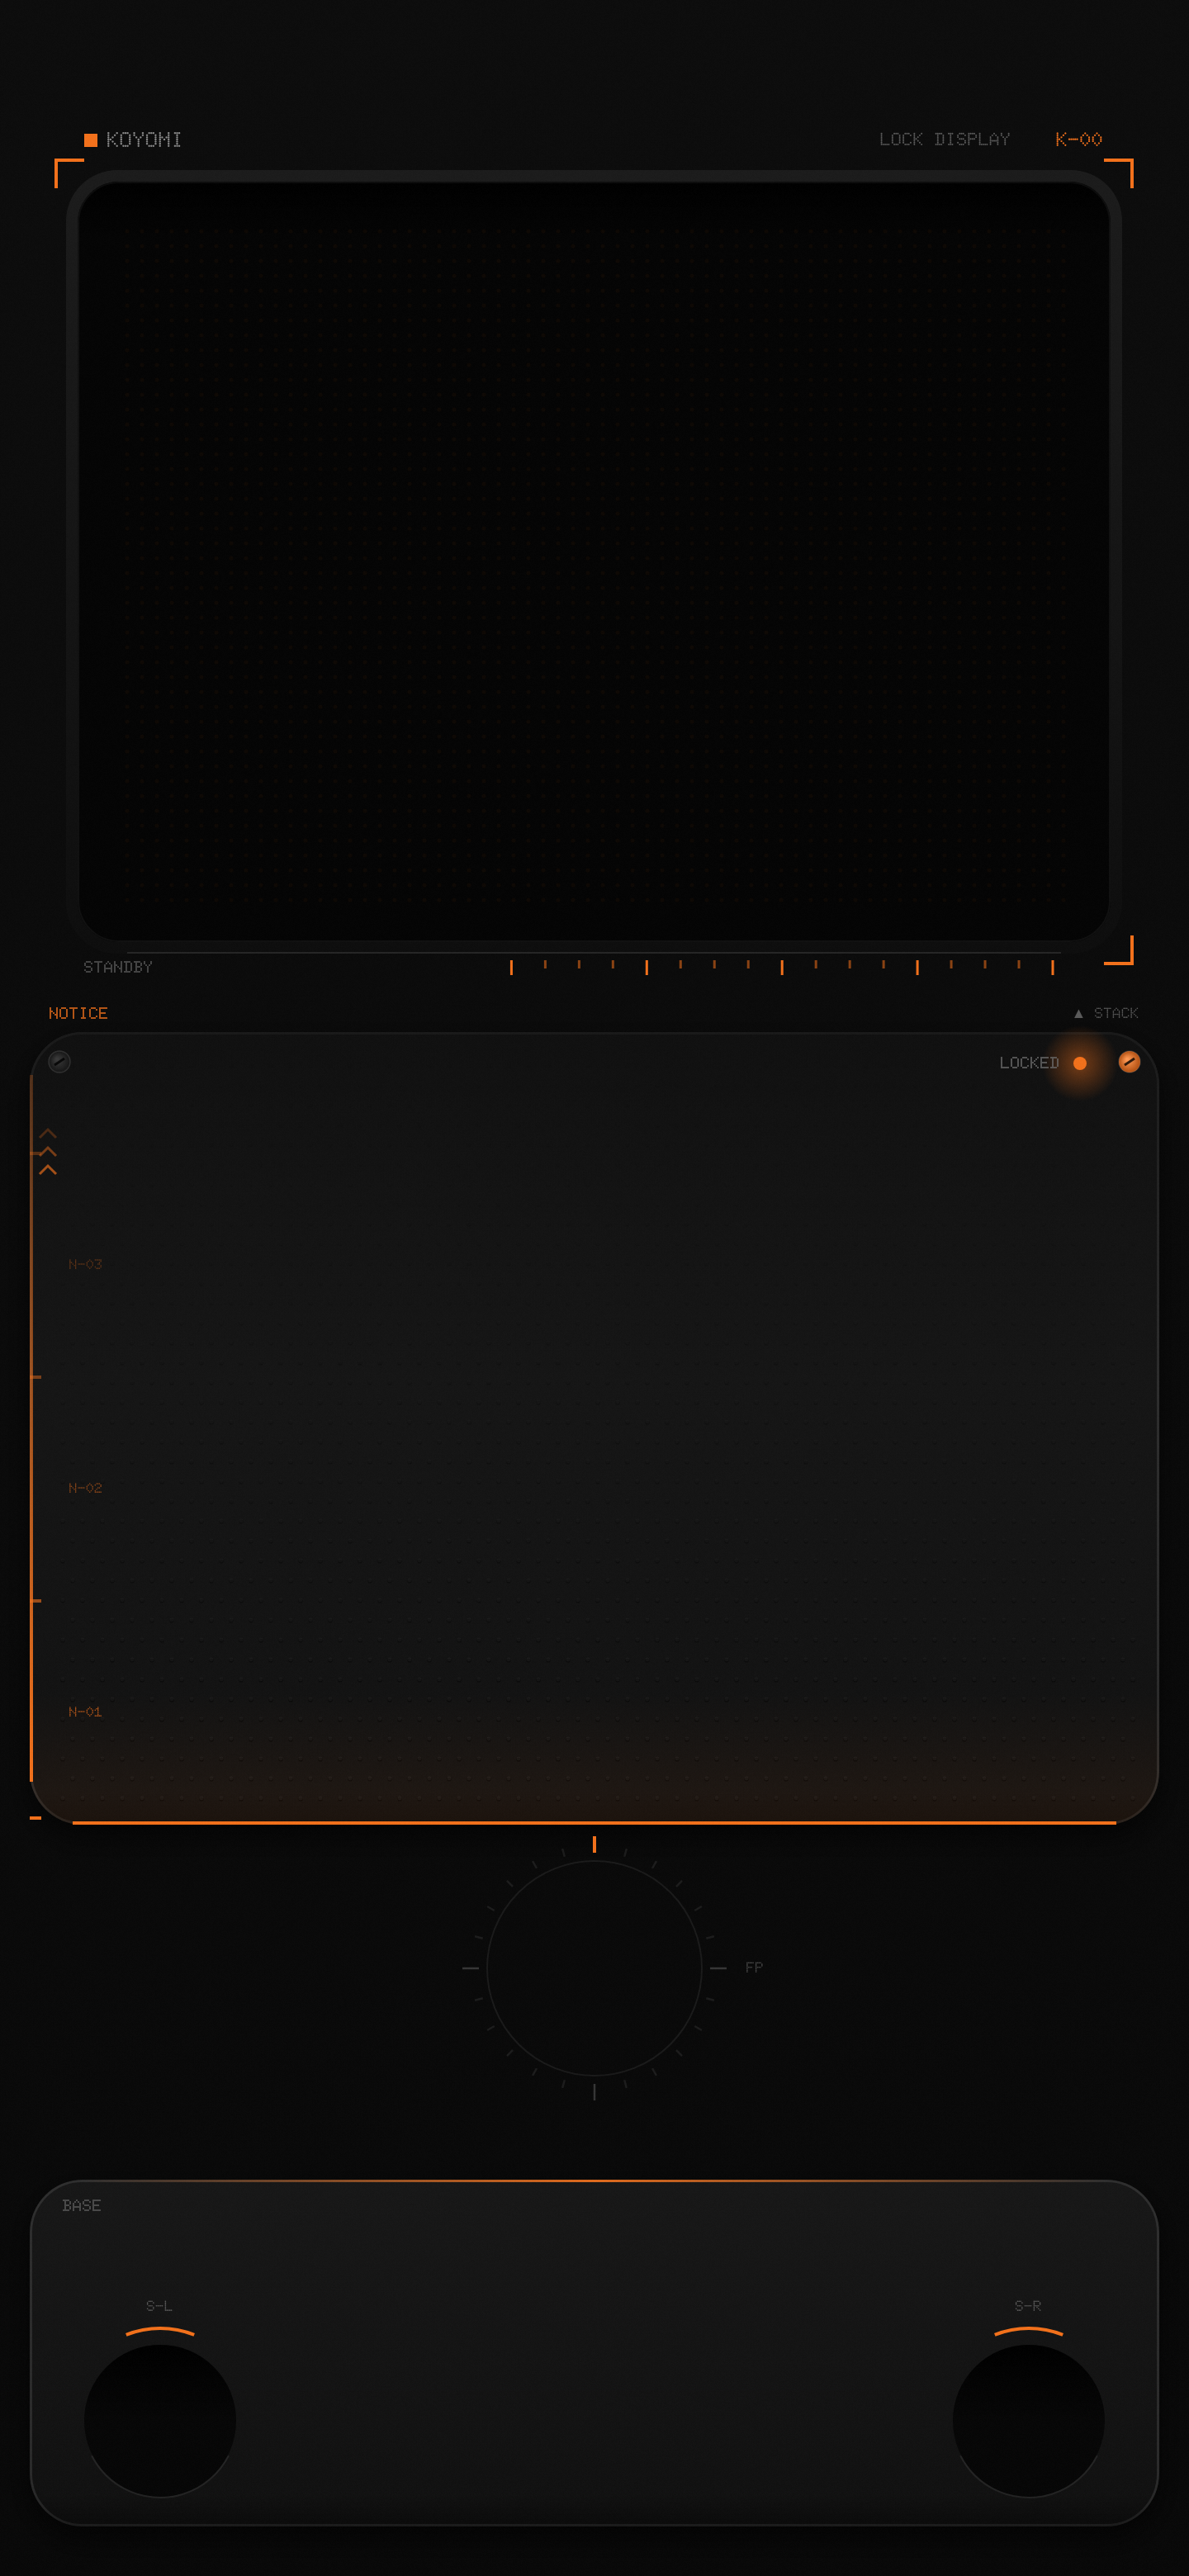 KOYOMI
LOCK DISPLAY K-00
STANDBY
NOTICE
▲ STACK
LOCKED
N-03
N-02
N-01
FP
BASE
S-L
S-R